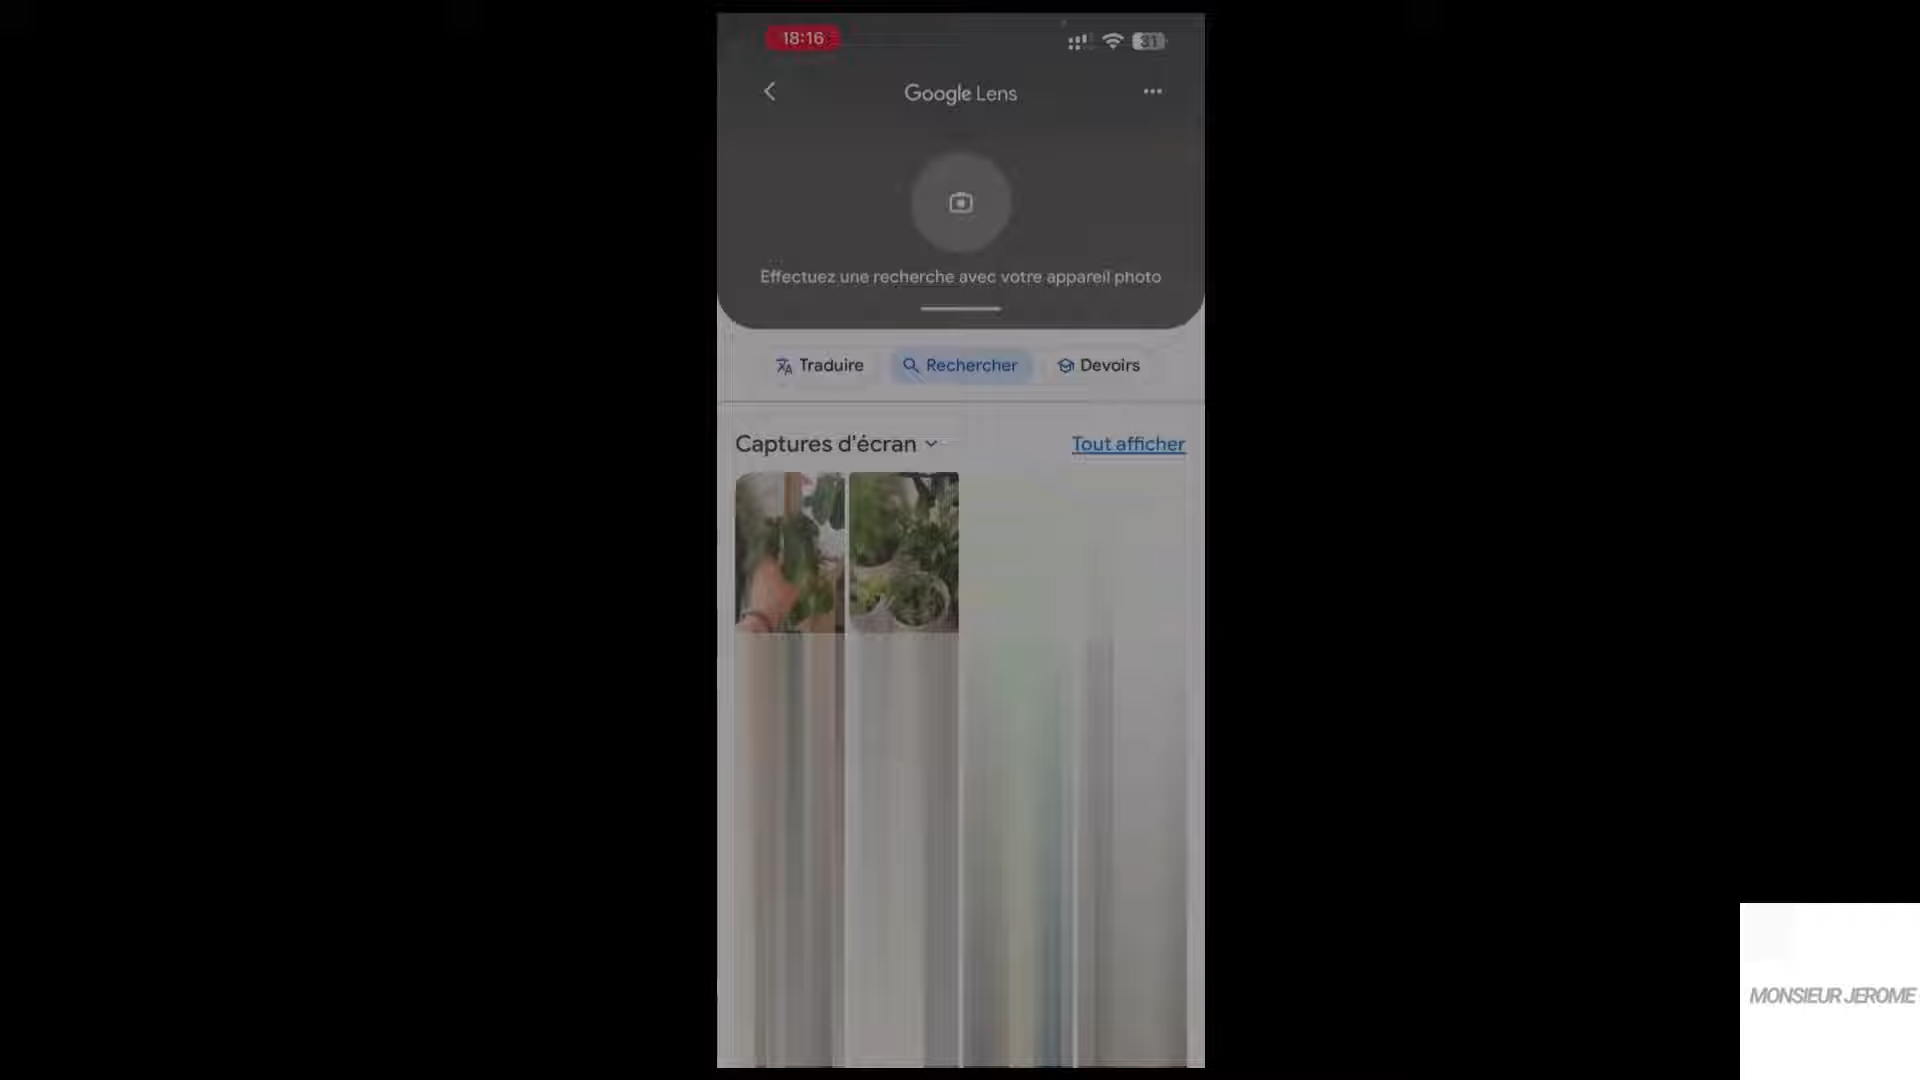 18:16
31
Google Lens
Effectuez une recherche avec votre appareil photo
Traduire
Rechercher
Devoirs
Captures d'écran
Tout afficher
MONSIEUR JEROME